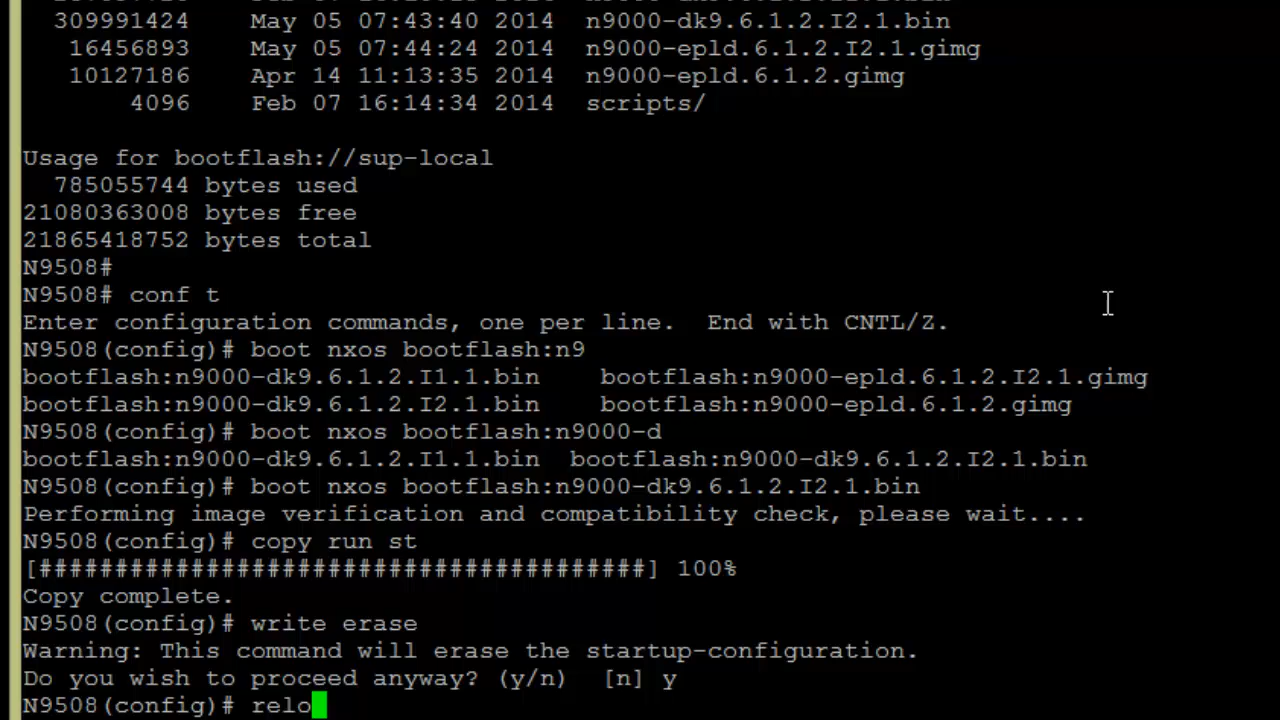 309991424    May 05 07:43:40 2014  n9000-dk9.6.1.2.I2.1.bin
16456893    May 05 07:44:24 2014  n9000-epld.6.1.2.I2.1.gimg
10127186    Apr 14 11:13:35 2014  n9000-epld.6.1.2.gimg
4096    Feb 07 16:14:34 2014  scripts/
Usage for bootflash://sup-local
785055744 bytes used
21080363008 bytes free
21865418752 bytes total
N9508#
N9508# conf t
Enter configuration commands, one per line.  End with CNTL/Z.
N9508(config)# boot nxos bootflash:n9
bootflash:n9000-dk9.6.1.2.I1.1.bin    bootflash:n9000-epld.6.1.2.I2.1.gimg
bootflash:n9000-dk9.6.1.2.I2.1.bin    bootflash:n9000-epld.6.1.2.gimg
N9508(config)# boot nxos bootflash:n9000-d
bootflash:n9000-dk9.6.1.2.I1.1.bin  bootflash:n9000-dk9.6.1.2.I2.1.bin
N9508(config)# boot nxos bootflash:n9000-dk9.6.1.2.I2.1.bin
Performing image verification and compatibility check, please wait....
N9508(config)# copy run st
[########################################] 100%
Copy complete.
N9508(config)# write erase
Warning: This command will erase the startup-configuration.
Do you wish to proceed anyway? (y/n)  [n] y
N9508(config)# relo